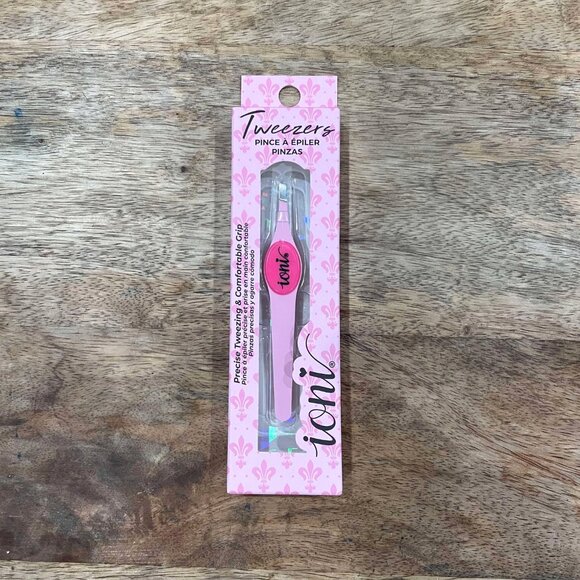 Tweezers
PINCE À ÉPILER
PINZAS
Precise Tweezing & Comfortable Grip
Pince à épiler précise et prise en main confortable
Pinzas precisas y agarre cómodo
ioni
ioni®